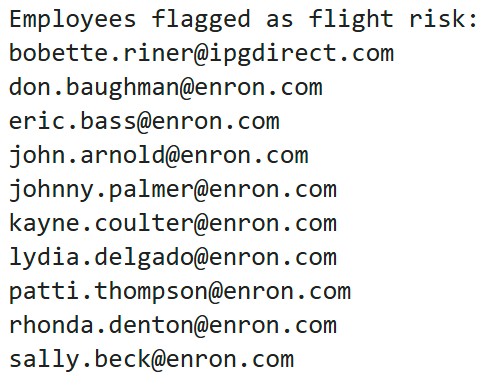 Employees flagged as flight risk:
bobette.riner@ipgdirect.com
don.baughman@enron.com
eric.bass@enron.com
john.arnold@enron.com
johnny.palmer@enron.com
kayne.coulter@enron.com
lydia.delgado@enron.com
patti.thompson@enron.com
rhonda.denton@enron.com
sally.beck@enron.com